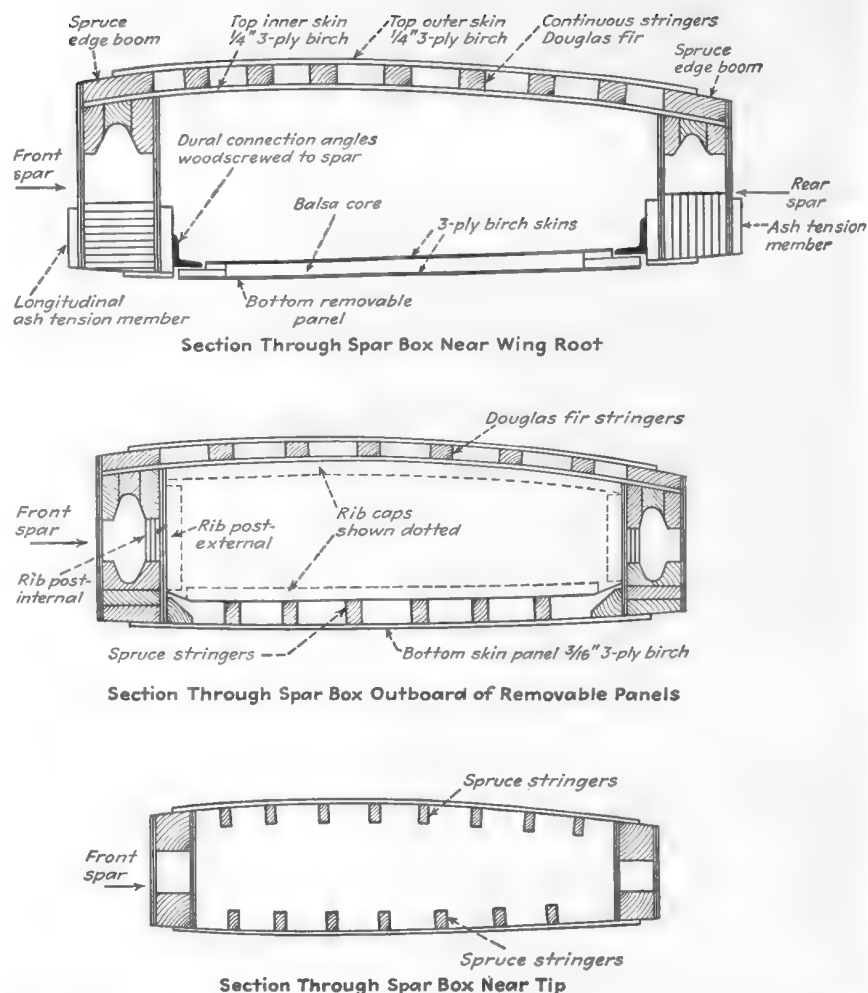 Spruce
edge boom
Top inner skin
1/4" 3-ply birch
Top outer skin
1/4" 3-ply birch
Continuous stringers
Douglas fir
Spruce
edge boom
Front
spar
Dural connection angles
woodscrewed to spar
Balsa core
3-ply birch skins
Rear
spar
Ash tension
member
Longitudinal
ash tension member
Bottom removable
panel
Section Through Spar Box Near Wing Root
Douglas fir stringers
Front
spar
Rib post-
external
Rib caps
shown dotted
Rib post-
internal
Spruce stringers
Bottom skin panel 3/16" 3-ply birch
Section Through Spar Box Outboard of Removable Panels
Spruce stringers
Front
spar
Spruce stringers
Section Through Spar Box Near Tip